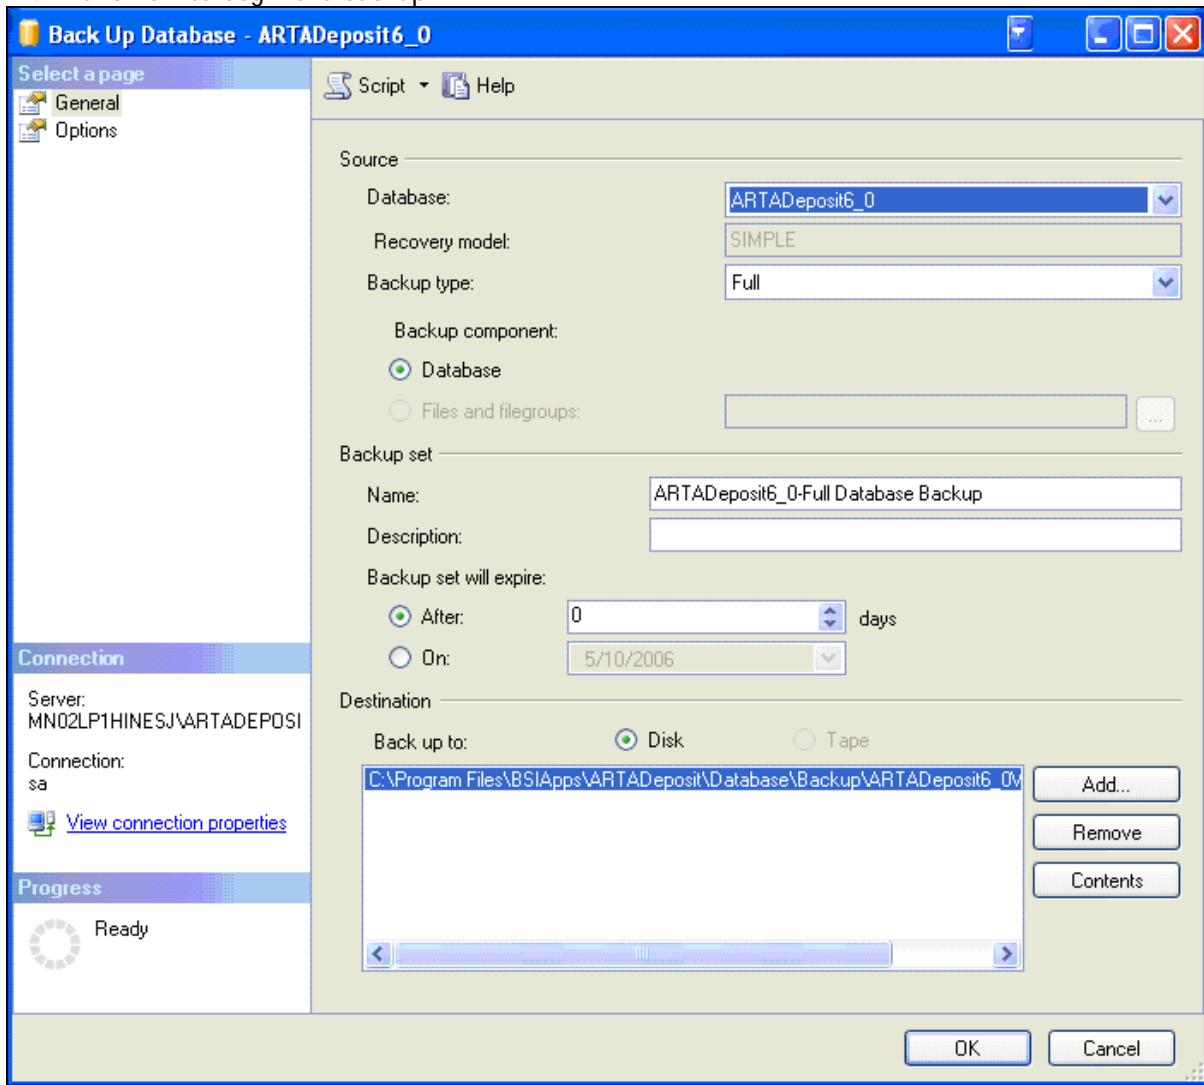 Back Up Database - ARTADeposit6_0
Select a page
General
Options
Script
Help
Source
Database:
ARTADeposit6_0
Recovery model:
SIMPLE
Backup type:
Full
Backup component:
Database
Files and filegroups:
...
Backup set
Name:
ARTADeposit6_0-Full Database Backup
Description:
Backup set will expire:
After:
0
days
On:
5/10/2006
Destination
Back up to:
Disk
Tape
C:\Program Files\BSIApps\ARTADeposit\Database\Backup\ARTADeposit6_0\
Add...
Remove
Contents
Connection
Server:
MN02LP1HINESJ\ARTADEPOSI
Connection:
sa
View connection properties
Progress
Ready
OK
Cancel